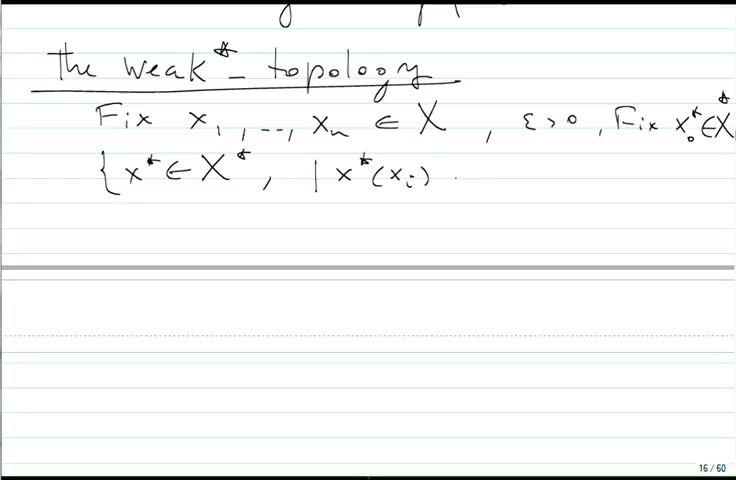 The weak* - topology
Fix x₁, .., xₙ ∈ X , ε > 0 , Fix x₀* ∈ X*
{ x* ∈ X* , | x*(xᵢ) -
16 / 60